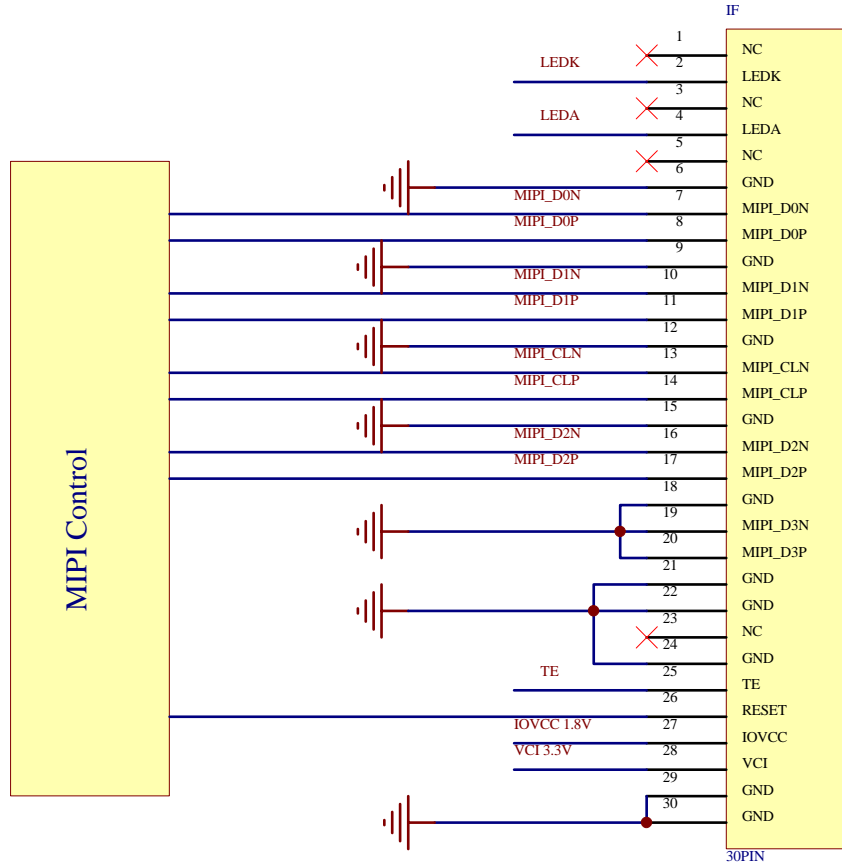 IF
1
NC
LEDK
2
LEDK
3
NC
LEDA
4
LEDA
5
NC
6
GND
MIPI_D0N
7
MIPI_D0N
MIPI_D0P
8
MIPI_D0P
9
GND
MIPI_D1N
10
MIPI_D1N
MIPI_D1P
11
MIPI_D1P
12
GND
MIPI_CLN
13
MIPI_CLN
MIPI_CLP
14
MIPI_CLP
15
GND
MIPI_D2N
16
MIPI_D2N
MIPI_D2P
17
MIPI_D2P
18
GND
19
MIPI_D3N
20
MIPI_D3P
21
GND
22
GND
23
NC
24
GND
TE
25
TE
26
RESET
IOVCC 1.8V
27
IOVCC
VCI 3.3V
28
VCI
29
GND
30
GND
30PIN
MIPI Control